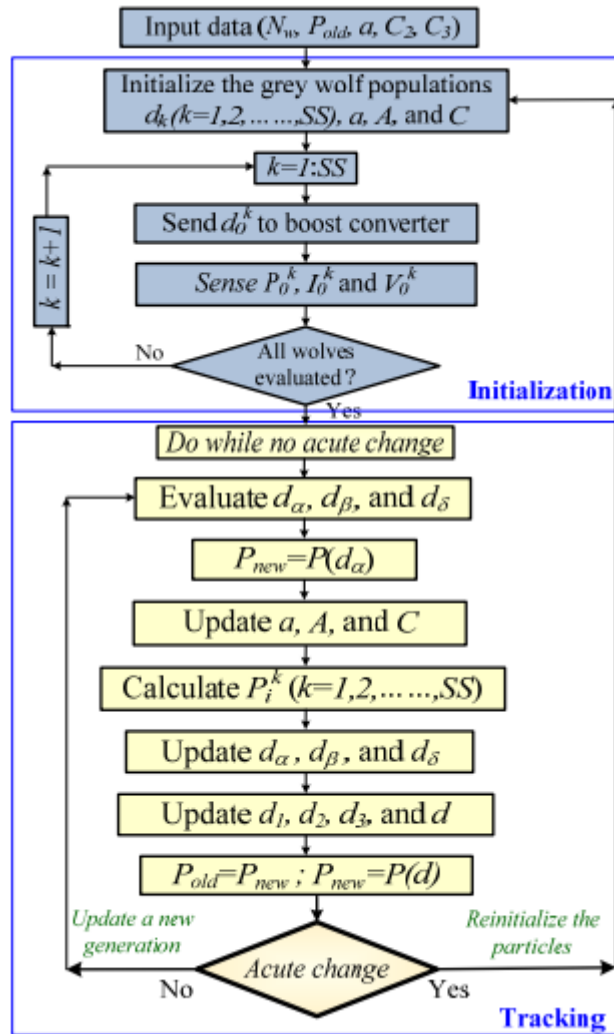 Input data (N_w, P_old, a, C_2, C_3)
Initialize the grey wolf populations
d_k(k=1,2,……,SS), a, A, and C
k=1:SS
Send d_0^k to boost converter
Sense P_0^k, I_0^k and V_0^k
k = k+1
No
All wolves
evaluated?
Initialization
Yes
Do while no acute change
Evaluate d_α, d_β, and d_δ
P_new=P(d_α)
Update a, A, and C
Calculate P_i^k (k=1,2,……,SS)
Update d_α, d_β, and d_δ
Update d_1, d_2, d_3, and d
P_old=P_new ; P_new=P(d)
Update a new
generation
Reinitialize the
particles
Acute change
No
Yes
Tracking